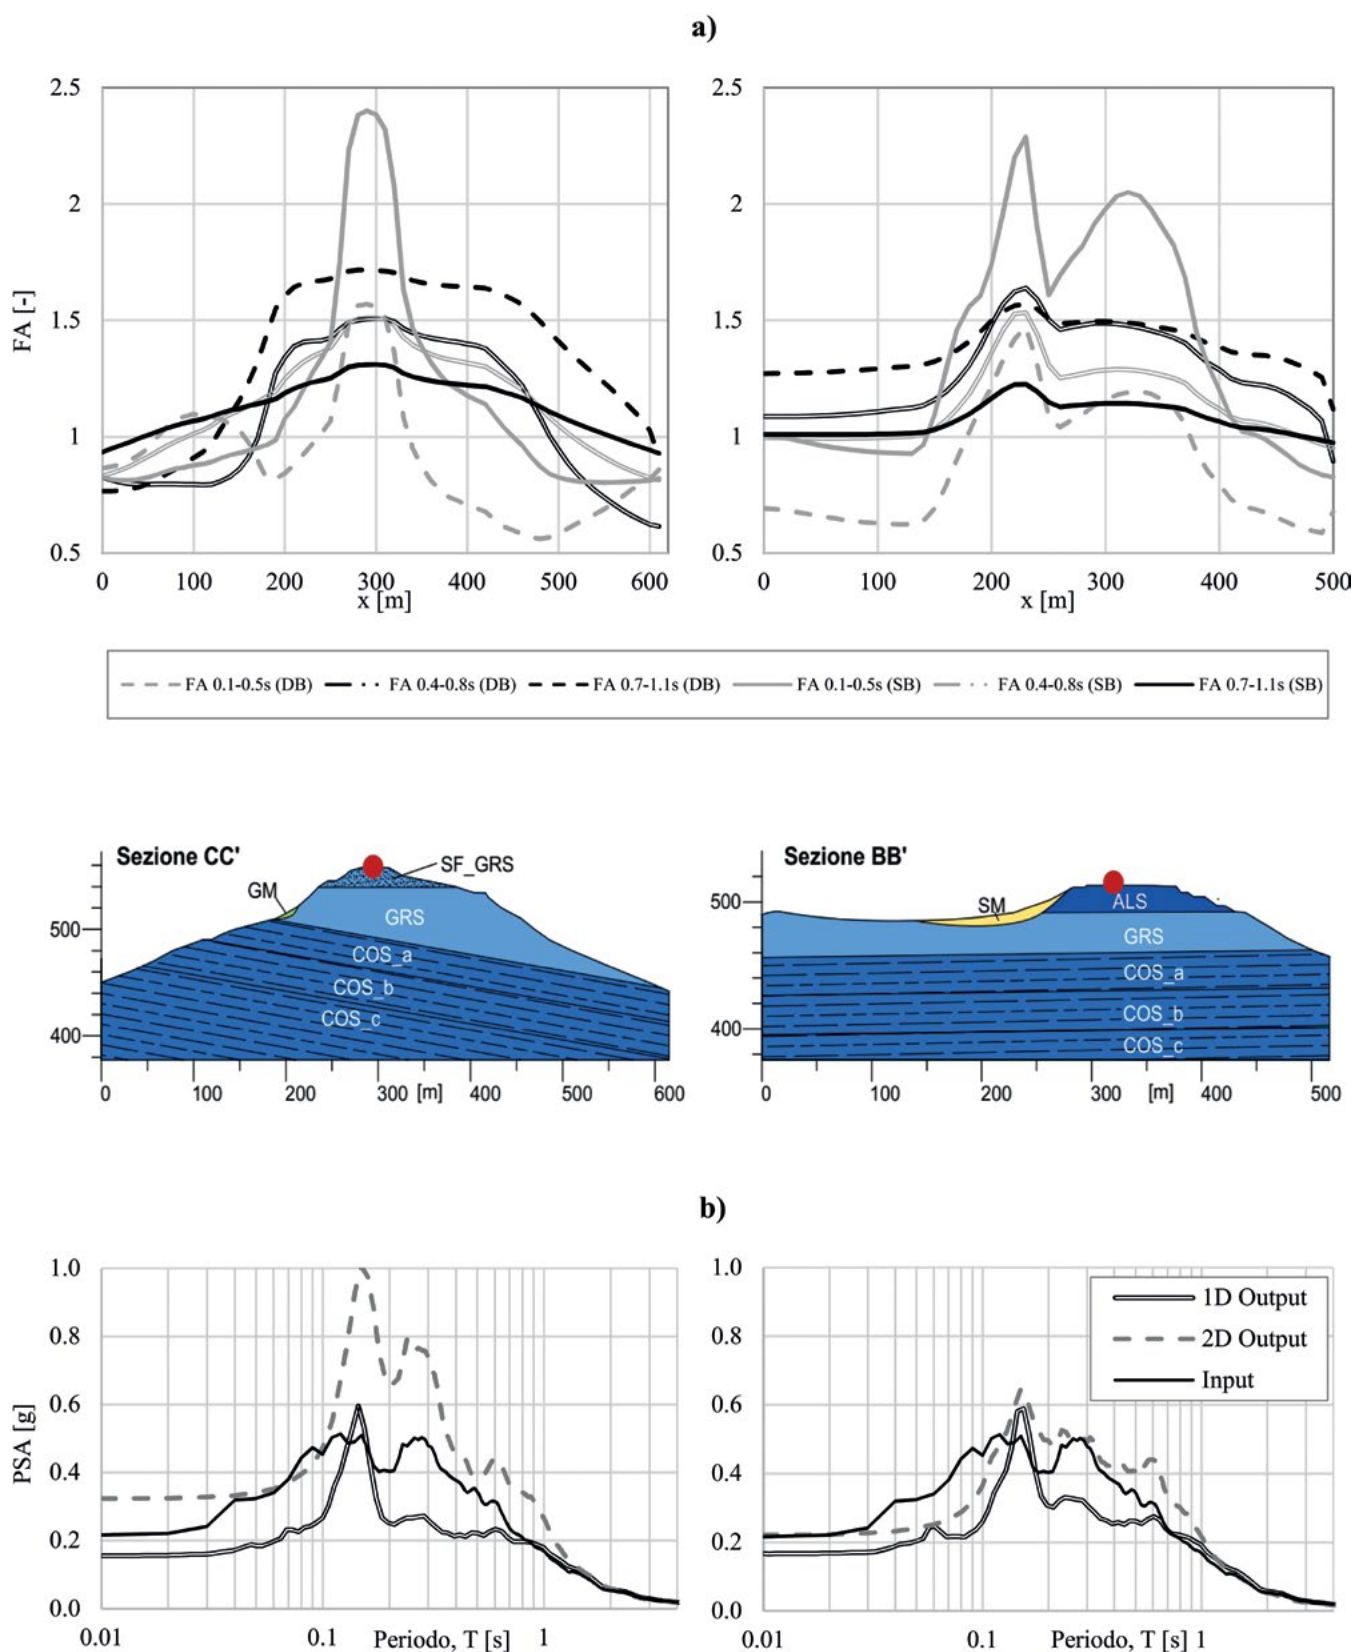 a)
2.5
2
1.5
1
0.5
FA [-]
0 100 200 300 400 500 600
x [m]
2.5
2
1.5
1
0.5
0 100 200 300 400 500
x [m]
FA 0.1-0.5s (DB) FA 0.4-0.8s (DB) FA 0.7-1.1s (DB) FA 0.1-0.5s (SB) FA 0.4-0.8s (SB) FA 0.7-1.1s (SB)
Sezione CC'
SF_GRS
GM
GRS
500
COS_a
COS_b
COS_c
400
0 100 200 300 [m] 400 500 600
Sezione BB'
500
SM
ALS
GRS
COS_a
400
COS_b
COS_c
0 100 200 300 [m] 400 500
b)
1.0
0.8
0.6
0.4
0.2
0.0
PSA [g]
0.01 0.1 Periodo, T [s] 1
1.0
0.8
0.6
0.4
0.2
0.0
1D Output
2D Output
Input
0.01 0.1 Periodo, T [s] 1